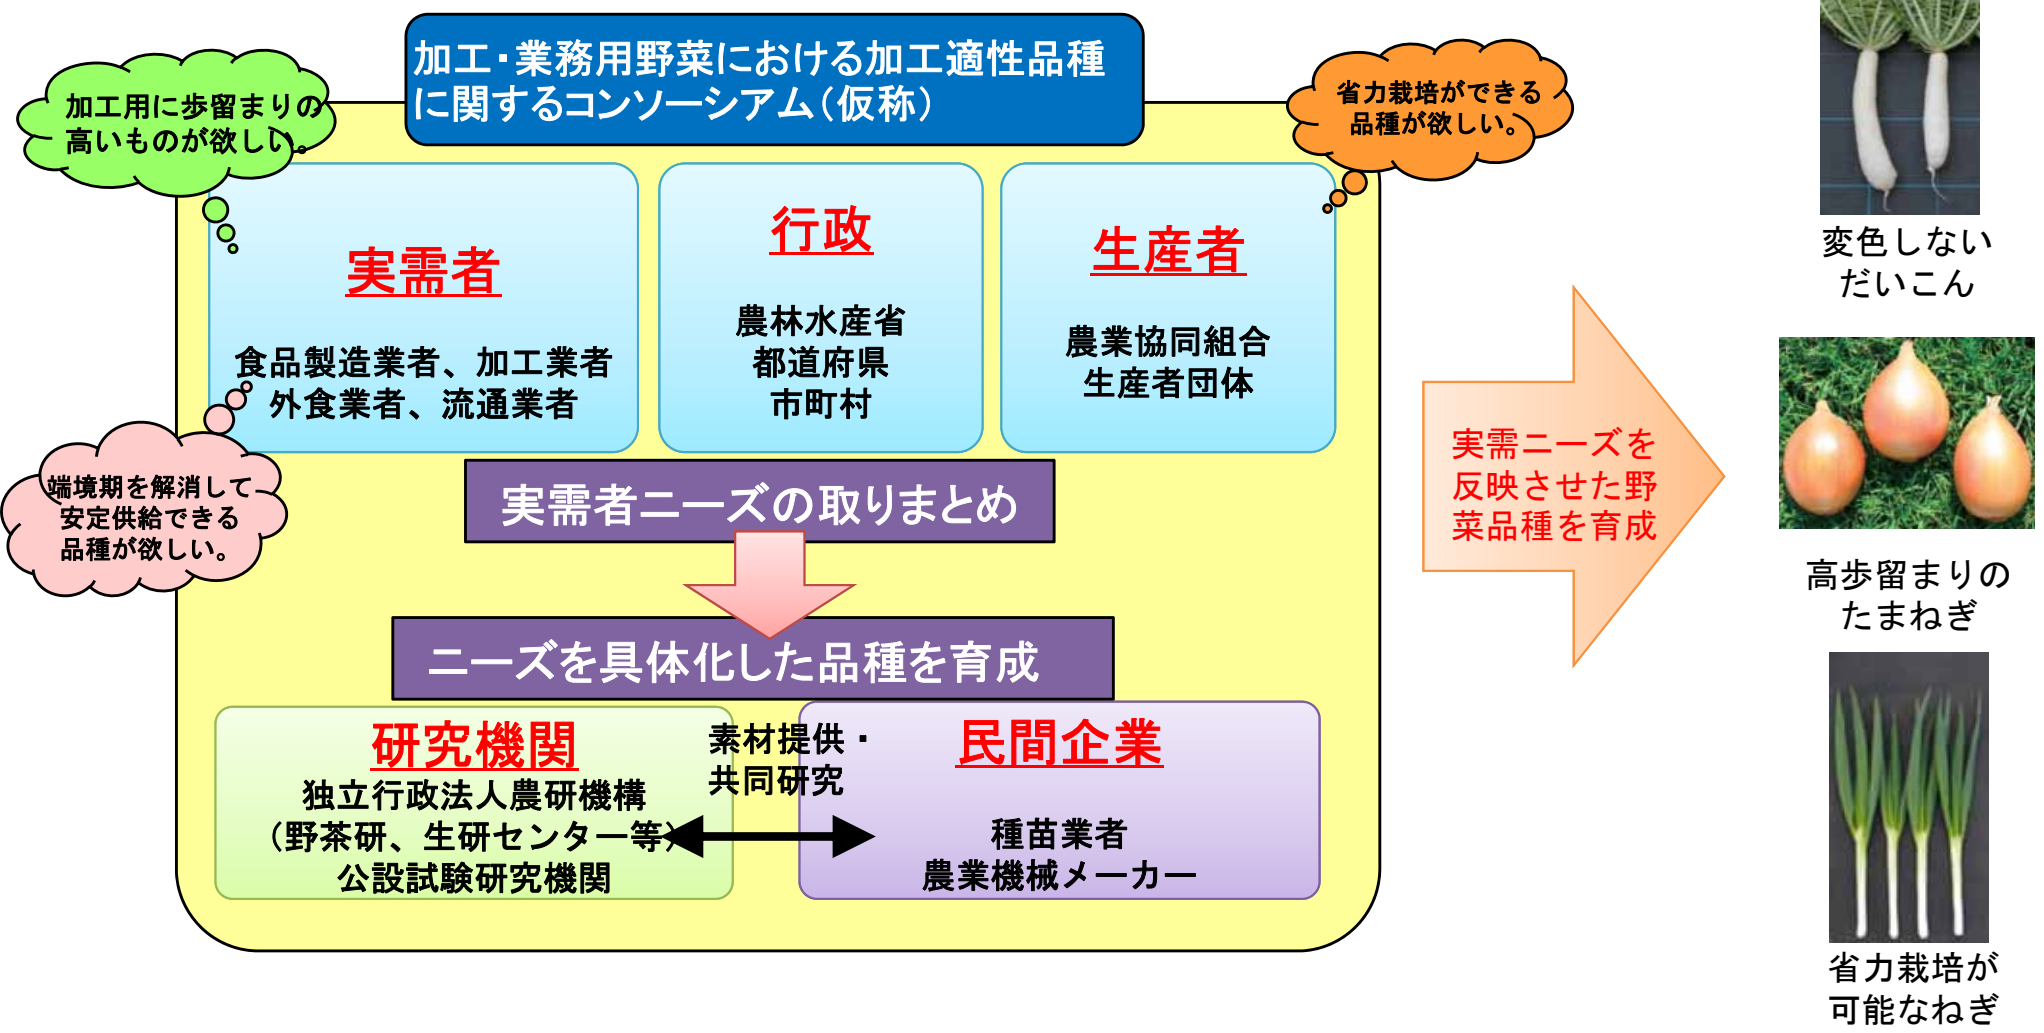 加工・業務用野菜における加工適性品種
に関するコンソーシアム（仮称）
加工用に歩留まりの
高いものが欲しい。
省力栽培ができる
品種が欲しい。
実需者
食品製造業者、加工業者
外食業者、流通業者
行政
農林水産省
都道府県
市町村
生産者
農業協同組合
生産者団体
端境期を解消して
安定供給できる
品種が欲しい。
実需者ニーズの取りまとめ
ニーズを具体化した品種を育成
研究機関
独立行政法人農研機構
（野茶研、生研センター等）
公設試験研究機関
素材提供・
共同研究
民間企業
種苗業者
農業機械メーカー
実需ニーズを
反映させた野
菜品種を育成
変色しない
だいこん
高歩留まりの
たまねぎ
省力栽培が
可能なねぎ